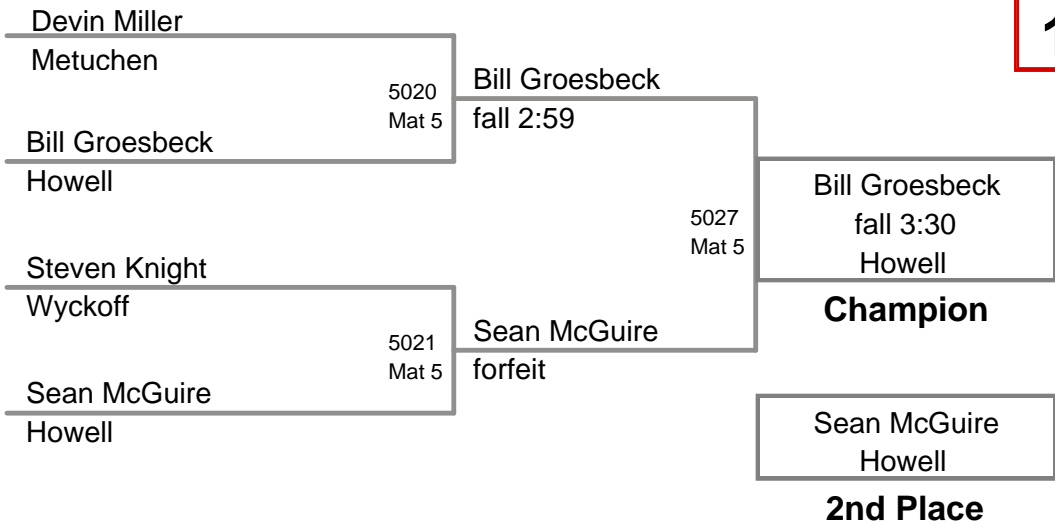 Devin Miller
Metuchen
5020
Mat 5
Bill Groesbeck
fall 2:59
Bill Groesbeck
Howell
5027
Mat 5
Bill Groesbeck
fall 3:30
Howell
Champion
Steven Knight
Wyckoff
5021
Mat 5
Sean McGuire
forfeit
Sean McGuire
Howell
Sean McGuire
Howell
2nd Place